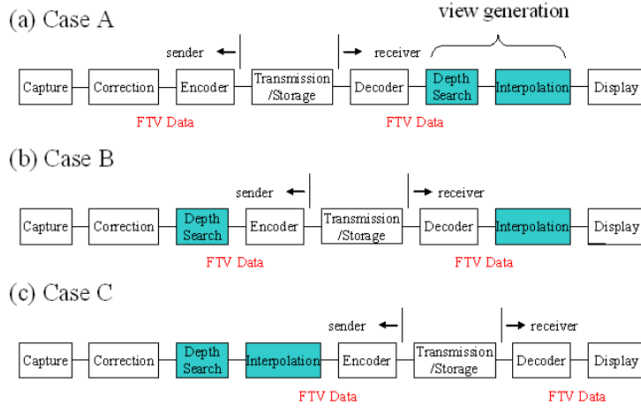 view generation
(a) Case A
sender
receiver
Capture
Correction
Encoder
Transmission
/Storage
Decoder
Depth
Search
Interpolation
Display
FTV Data
FTV Data
(b) Case B
sender
receiver
Capture
Correction
Depth
Search
Encoder
Transmission
/Storage
Decoder
Interpolation
Display
FTV Data
FTV Data
(c) Case C
sender
receiver
Capture
Correction
Depth
Search
Interpolation
Encoder
Transmission
/Storage
Decoder
Display
FTV Data
FTV Data